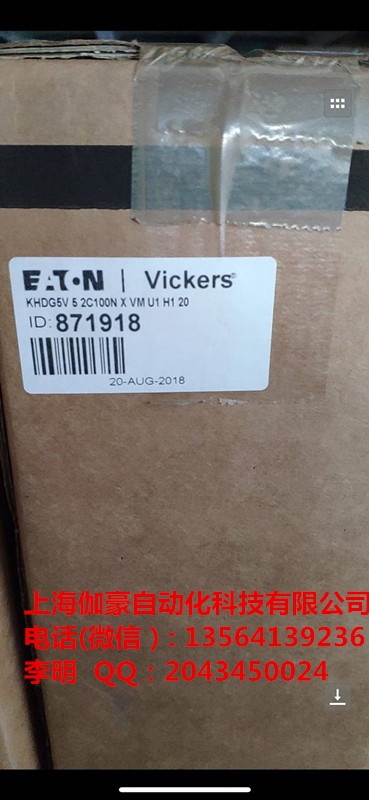 EATON | Vickers®
KHDG5V 5 2C100N X VM U1 H1 20
ID: 871918
20-AUG-2018
上海伽豪自动化科技有限公司
电话(微信)：13564139236
李明 QQ：2043450024